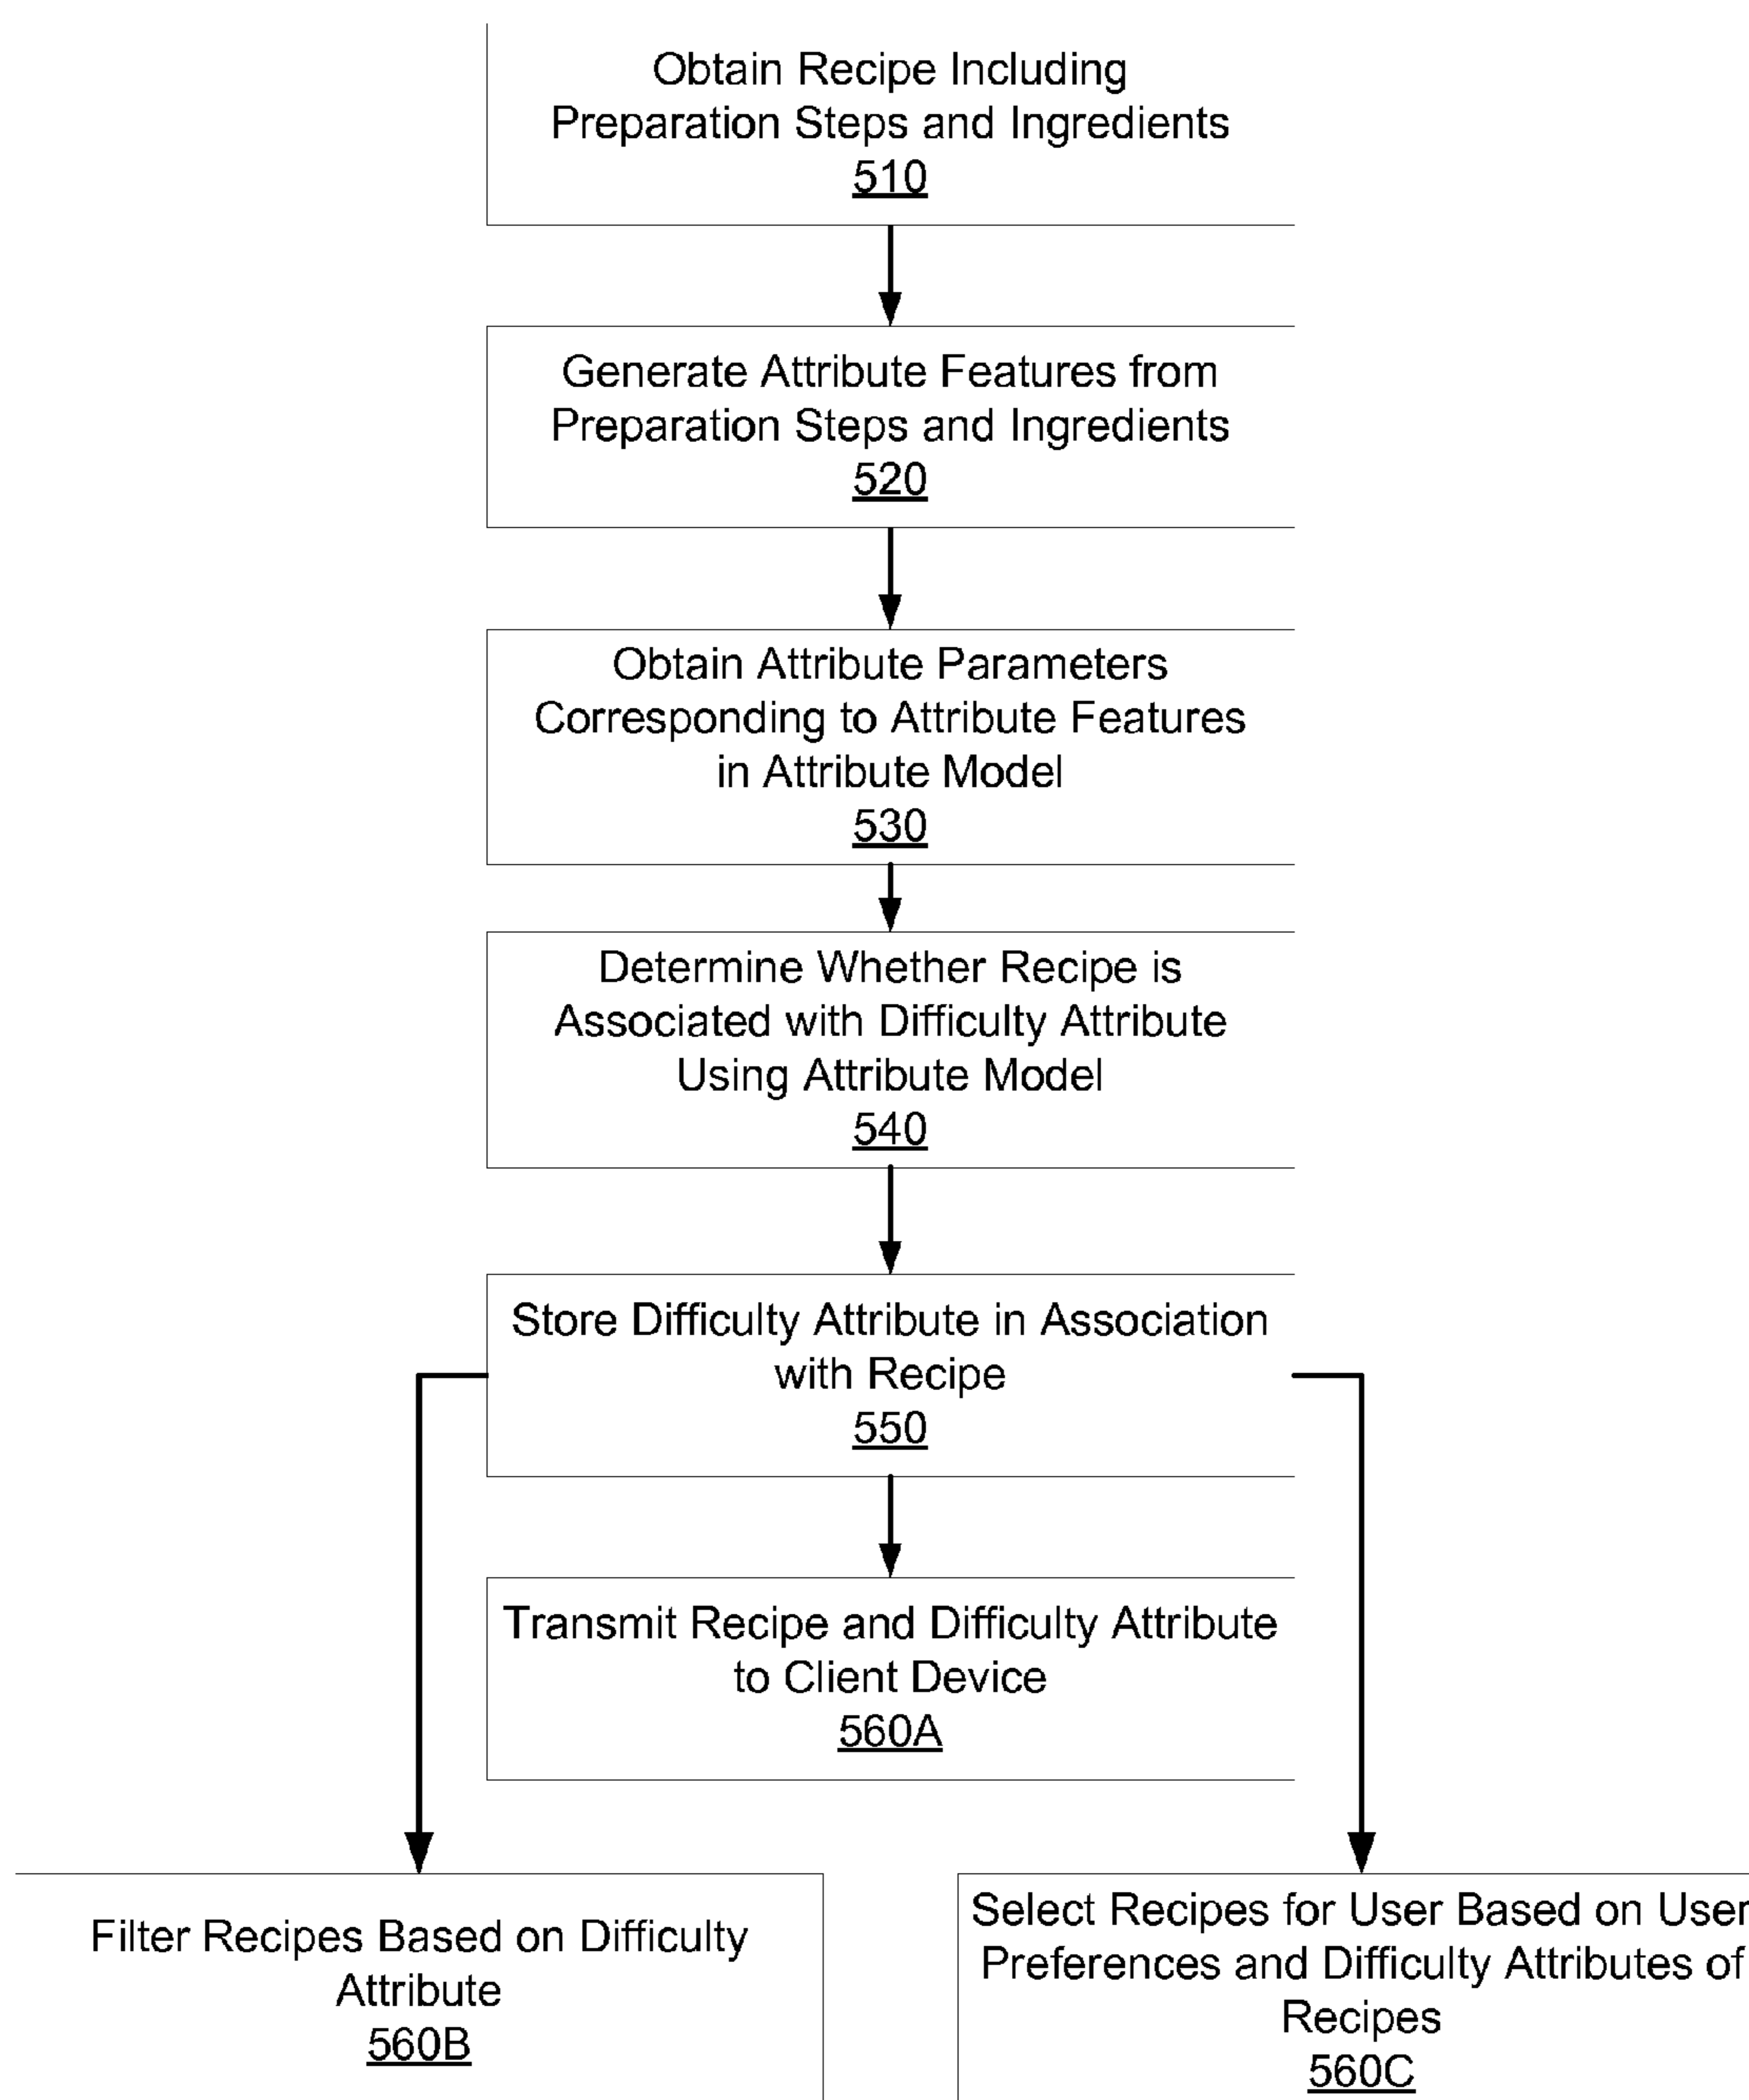 Obtain Recipe Including
Preparation Steps and Ingredients
510
Generate Attribute Features from
Preparation Steps and Ingredients
520
Obtain Attribute Parameters
Corresponding to Attribute Features
in Attribute Model
530
Determine Whether Recipe is
Associated with Difficulty Attribute
Using Attribute Model
540
Store Difficulty Attribute in Association
with Recipe
550
Transmit Recipe and Difficulty Attribute
to Client Device
560A
Filter Recipes Based on Difficulty
Attribute
560B
Select Recipes for User Based on User
Preferences and Difficulty Attributes of
Recipes
560C